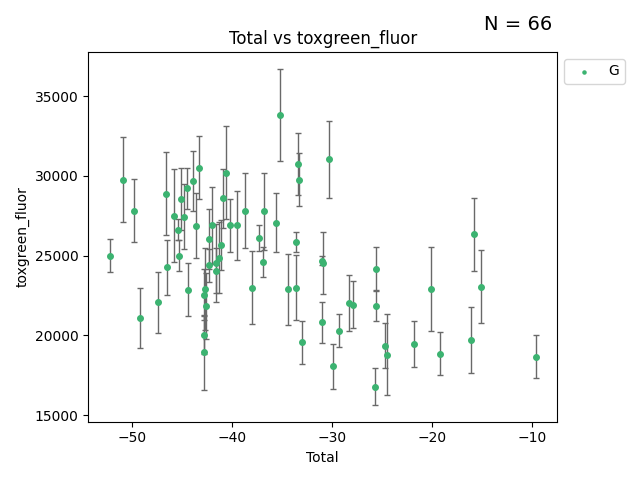 N = 66
Total vs toxgreen_fluor
G
toxgreen_fluor
35000
30000
25000
20000
15000
−50 −40 −30 −20 −10
Total